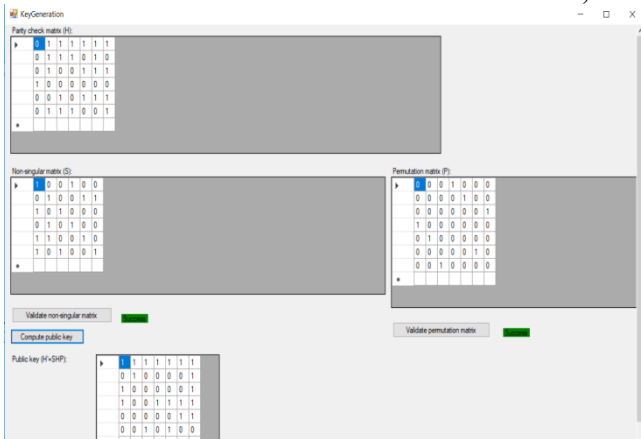 KeyGeneration
Parity check matrix (H):
0 1 1 1 1 1 1
0 1 1 1 0 1 0
0 1 0 0 1 1 1
1 0 0 0 0 0 0
0 0 1 0 1 1 1
0 1 1 1 0 0 1
Non-singular matrix (S):
1 0 0 1 0 0
0 1 0 0 1 1
1 0 1 0 0 0
0 1 0 1 0 0
1 1 0 0 1 0
1 0 1 0 0 1
Permutation matrix (P):
0 0 0 1 0 0 0
0 0 0 0 1 0 0
0 0 0 0 0 0 1
1 0 0 0 0 0 0
0 1 0 0 0 0 0
0 0 0 0 0 1 0
0 0 1 0 0 0 0
Validate non-singular matrix
Success
Validate permutation matrix
Success
Compute public key
Public key (H'=SHP):
1 1 1 1 1 1 1
0 1 0 0 0 0 1
1 0 0 0 0 0 1
1 0 0 1 1 1 1
0 0 0 0 0 1 1
0 0 1 0 1 0 0